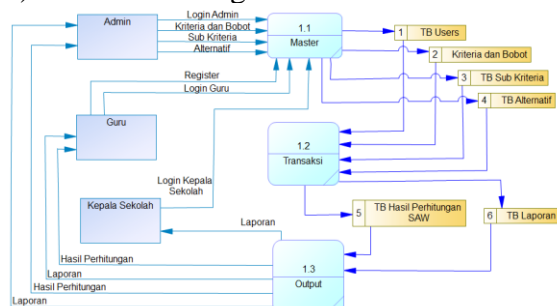 Admin
Login Admin
Kriteria dan Bobot
Sub Kriteria
Alternatif
1.1
Master
1 TB Users
2 Kriteria dan Bobot
3 TB Sub Kriteria
4 TB Alternatif
Register
Login Guru
Guru
1.2
Transaksi
Login Kepala
Sekolah
Kepala Sekolah
Laporan
5 TB Hasil Perhitungan
SAW
6 TB Laporan
Hasil Perhitungan
Laporan
Hasil Perhitungan
Laporan
1.3
Output